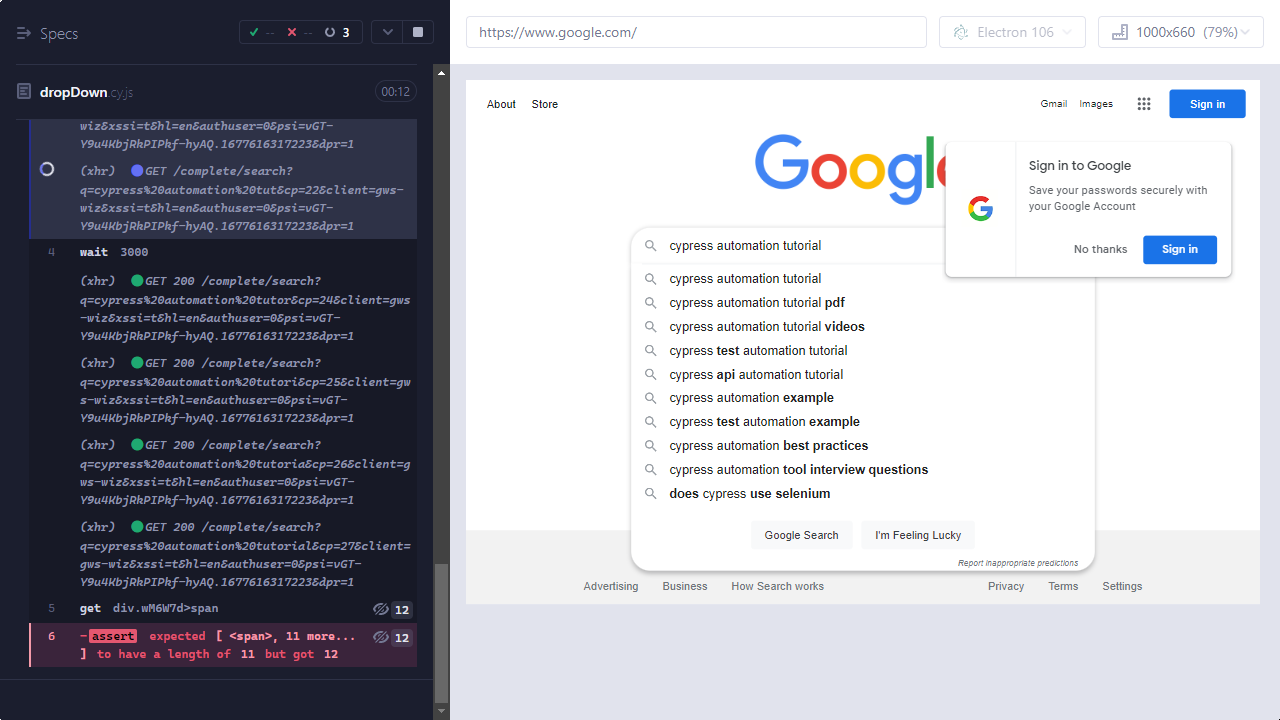 Specs
-- -- 3
dropDown.cy.js
00:12
wiz&xssi=t&hl=en&authuser=0&psi=vGT-
Y9u4KbjRkPIPkf-hyAQ.1677616317223&dpr=1
(xhr) GET /complete/search?
q=cypress%20automation%20tut&cp=22&client=gws-
wiz&xssi=t&hl=en&authuser=0&psi=vGT-
Y9u4KbjRkPIPkf-hyAQ.1677616317223&dpr=1
4 wait 3000
(xhr) GET 200 /complete/search?
q=cypress%20automation%20tutor&cp=24&client=gws
-wiz&xssi=t&hl=en&authuser=0&psi=vGT-
Y9u4KbjRkPIPkf-hyAQ.1677616317223&dpr=1
(xhr) GET 200 /complete/search?
q=cypress%20automation%20tutori&cp=25&client=gw
s-wiz&xssi=t&hl=en&authuser=0&psi=vGT-
Y9u4KbjRkPIPkf-hyAQ.1677616317223&dpr=1
(xhr) GET 200 /complete/search?
q=cypress%20automation%20tutoria&cp=26&client=g
ws-wiz&xssi=t&hl=en&authuser=0&psi=vGT-
Y9u4KbjRkPIPkf-hyAQ.1677616317223&dpr=1
(xhr) GET 200 /complete/search?
q=cypress%20automation%20tutorial&cp=27&client=
gws-wiz&xssi=t&hl=en&authuser=0&psi=vGT-
Y9u4KbjRkPIPkf-hyAQ.1677616317223&dpr=1
5 get div.wM6W7d>span 12
6 -assert expected [ <span>, 11 more... 12
] to have a length of 11 but got 12
https://www.google.com/
Electron 106
1000x660 (79%)
About Store
Gmail Images
Sign in
Google
Sign in to Google
Save your passwords securely with
your Google Account
No thanks Sign in
cypress automation tutorial
cypress automation tutorial
cypress automation tutorial pdf
cypress automation tutorial videos
cypress test automation tutorial
cypress api automation tutorial
cypress automation example
cypress test automation example
cypress automation best practices
cypress automation tool interview questions
does cypress use selenium
Google Search I'm Feeling Lucky
Report inappropriate predictions
Advertising Business How Search works Privacy Terms Settings